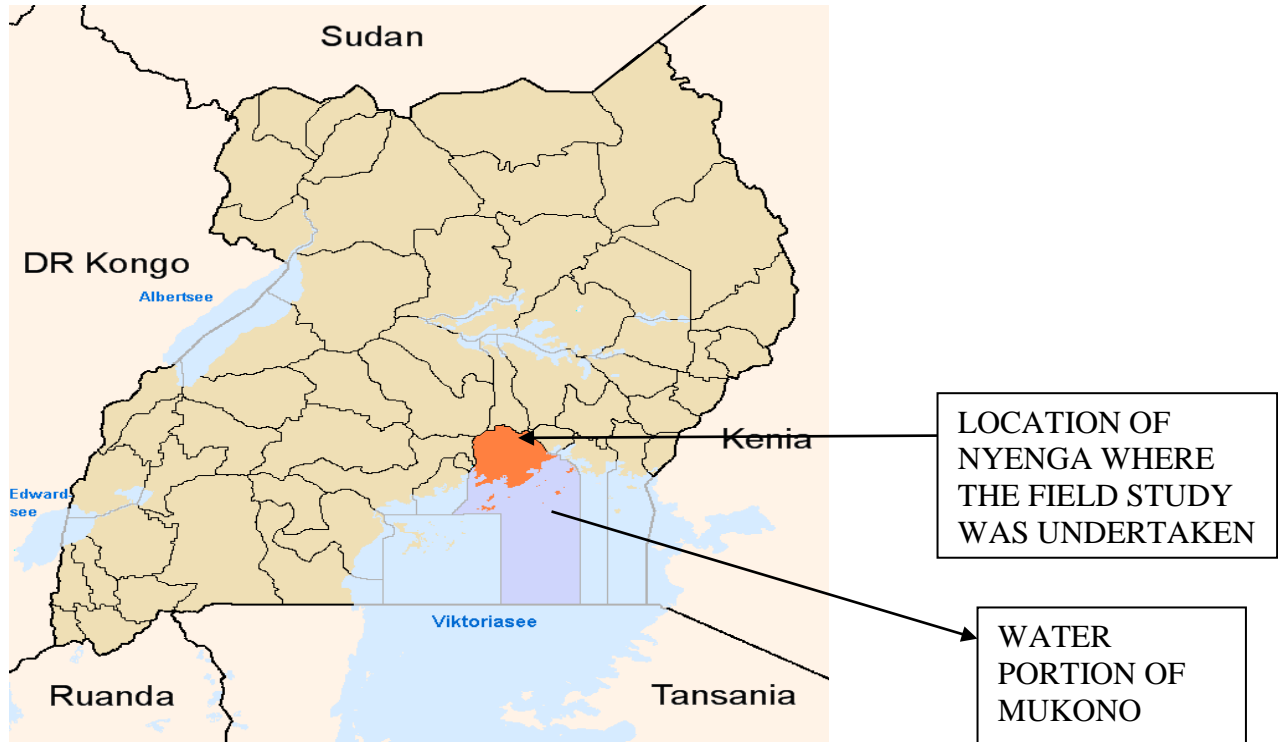 Sudan
DR Kongo
Albertsee
Kenia
LOCATION OF
NYENGA WHERE
THE FIELD STUDY
WAS UNDERTAKEN
Edward-
see
Viktoriasee
WATER
PORTION OF
MUKONO
Ruanda
Tansania